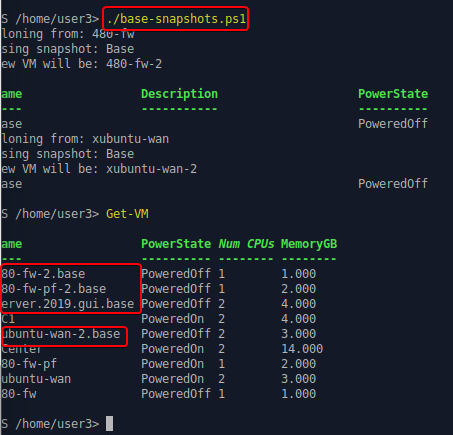 S /home/user3> ./base-snapshots.ps1
loning from: 480-fw
sing snapshot: Base
ew VM will be: 480-fw-2
ame Description PowerState
--- ----------- ----------
ase PoweredOff
loning from: xubuntu-wan
sing snapshot: Base
ew VM will be: xubuntu-wan-2
ase PoweredOff
S /home/user3> Get-VM
ame PowerState Num CPUs MemoryGB
--- ---------- -------- --------
80-fw-2.base PoweredOff 1 1.000
80-fw-pf-2.base PoweredOff 1 2.000
erver.2019.gui.base PoweredOff 2 4.000
C1 PoweredOn 2 4.000
ubuntu-wan-2.base PoweredOff 2 3.000
Center PoweredOn 2 14.000
80-fw-pf PoweredOn 1 2.000
ubuntu-wan PoweredOn 2 3.000
80-fw PoweredOff 1 1.000
S /home/user3>